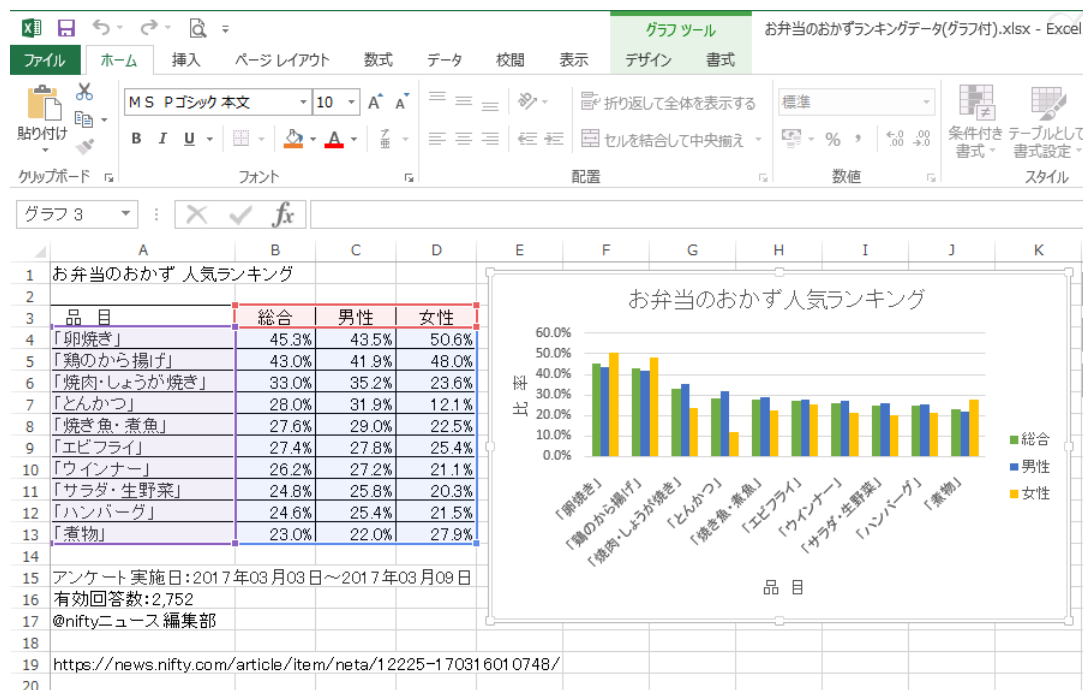 グラフ ツール
お弁当のおかずランキングデータ(グラフ付).xlsx - Excel
ファイル ホーム 挿入 ページ レイアウト 数式 データ 校閲 表示 デザイン 書式
貼り付け
ＭＳ Ｐゴシック 本文 10 A A
B I U A
折り返して全体を表示する
セルを結合して中央揃え
標準
% , .0 .00 .00 .0
条件付き書式
テーブルとして書式設定
クリップボード フォント 配置 数値 スタイル
グラフ 3 fx
A B C D E F G H I J K
1 お弁当のおかず 人気ランキング
2
3 品 目 総合 男性 女性
4 「卵焼き」 45.3% 43.5% 50.6%
5 「鶏のから揚げ」 43.0% 41.9% 48.0%
6 「焼肉･しょうが焼き」 33.0% 35.2% 23.6%
7 「とんかつ」 28.0% 31.9% 12.1%
8 「焼き魚･煮魚」 27.6% 29.0% 22.5%
9 「エビフライ」 27.4% 27.8% 25.4%
10 「ウインナー」 26.2% 27.2% 21.1%
11 「サラダ･生野菜」 24.8% 25.8% 20.3%
12 「ハンバーグ」 24.6% 25.4% 21.5%
13 「煮物」 23.0% 22.0% 27.9%
14
15 アンケート実施日:2017年03月03日～2017年03月09日
16 有効回答数:2,752
17 @niftyニュース編集部
18
19 https://news.nifty.com/article/item/neta/12225-170316010748/
20
お弁当のおかず人気ランキング
60.0%
50.0%
40.0%
30.0%
20.0%
10.0%
0.0%
比 率
「卵焼き」
「鶏のから揚げ」
「焼肉･しょうが焼き」
「とんかつ」
「焼き魚･煮魚」
「エビフライ」
「ウインナー」
「サラダ･生野菜」
「ハンバーグ」
「煮物」
品 目
総合
男性
女性